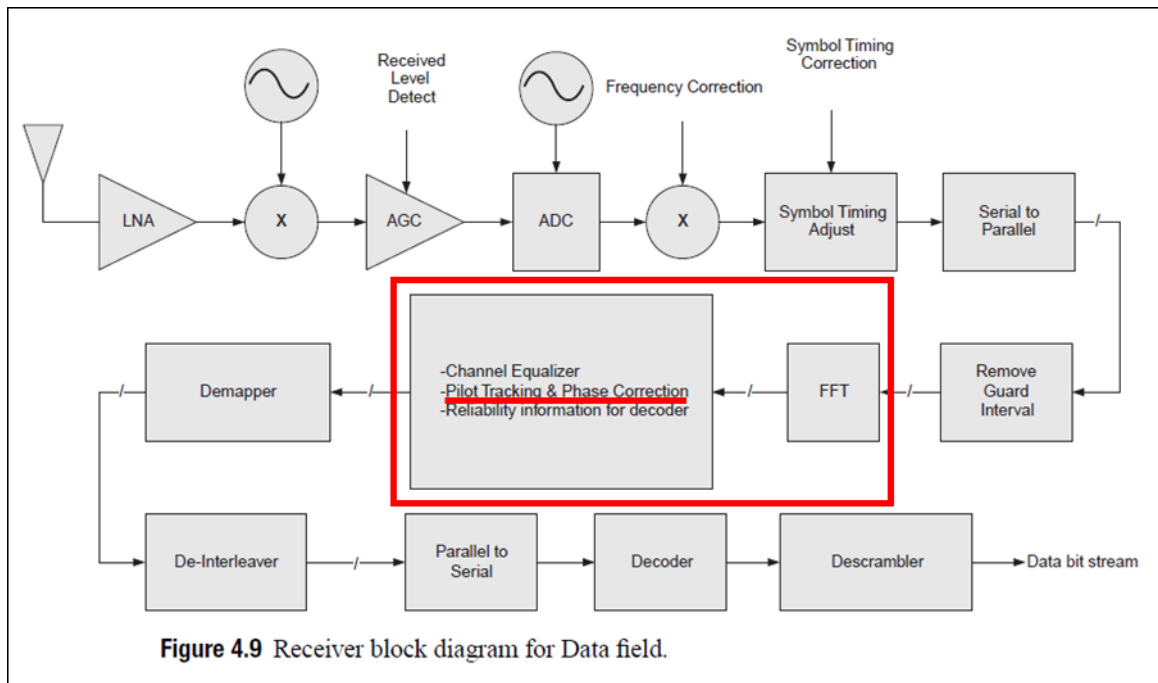 Received
Level
Detect
Frequency Correction
Symbol Timing
Correction
LNA
X
AGC
ADC
X
Symbol Timing
Adjust
Serial to
Parallel
Demapper
-Channel Equalizer
-Pilot Tracking & Phase Correction
-Reliability information for decoder
FFT
Remove
Guard
Interval
De-Interleaver
Parallel to
Serial
Decoder
Descrambler
Data bit stream
Figure 4.9 Receiver block diagram for Data field.